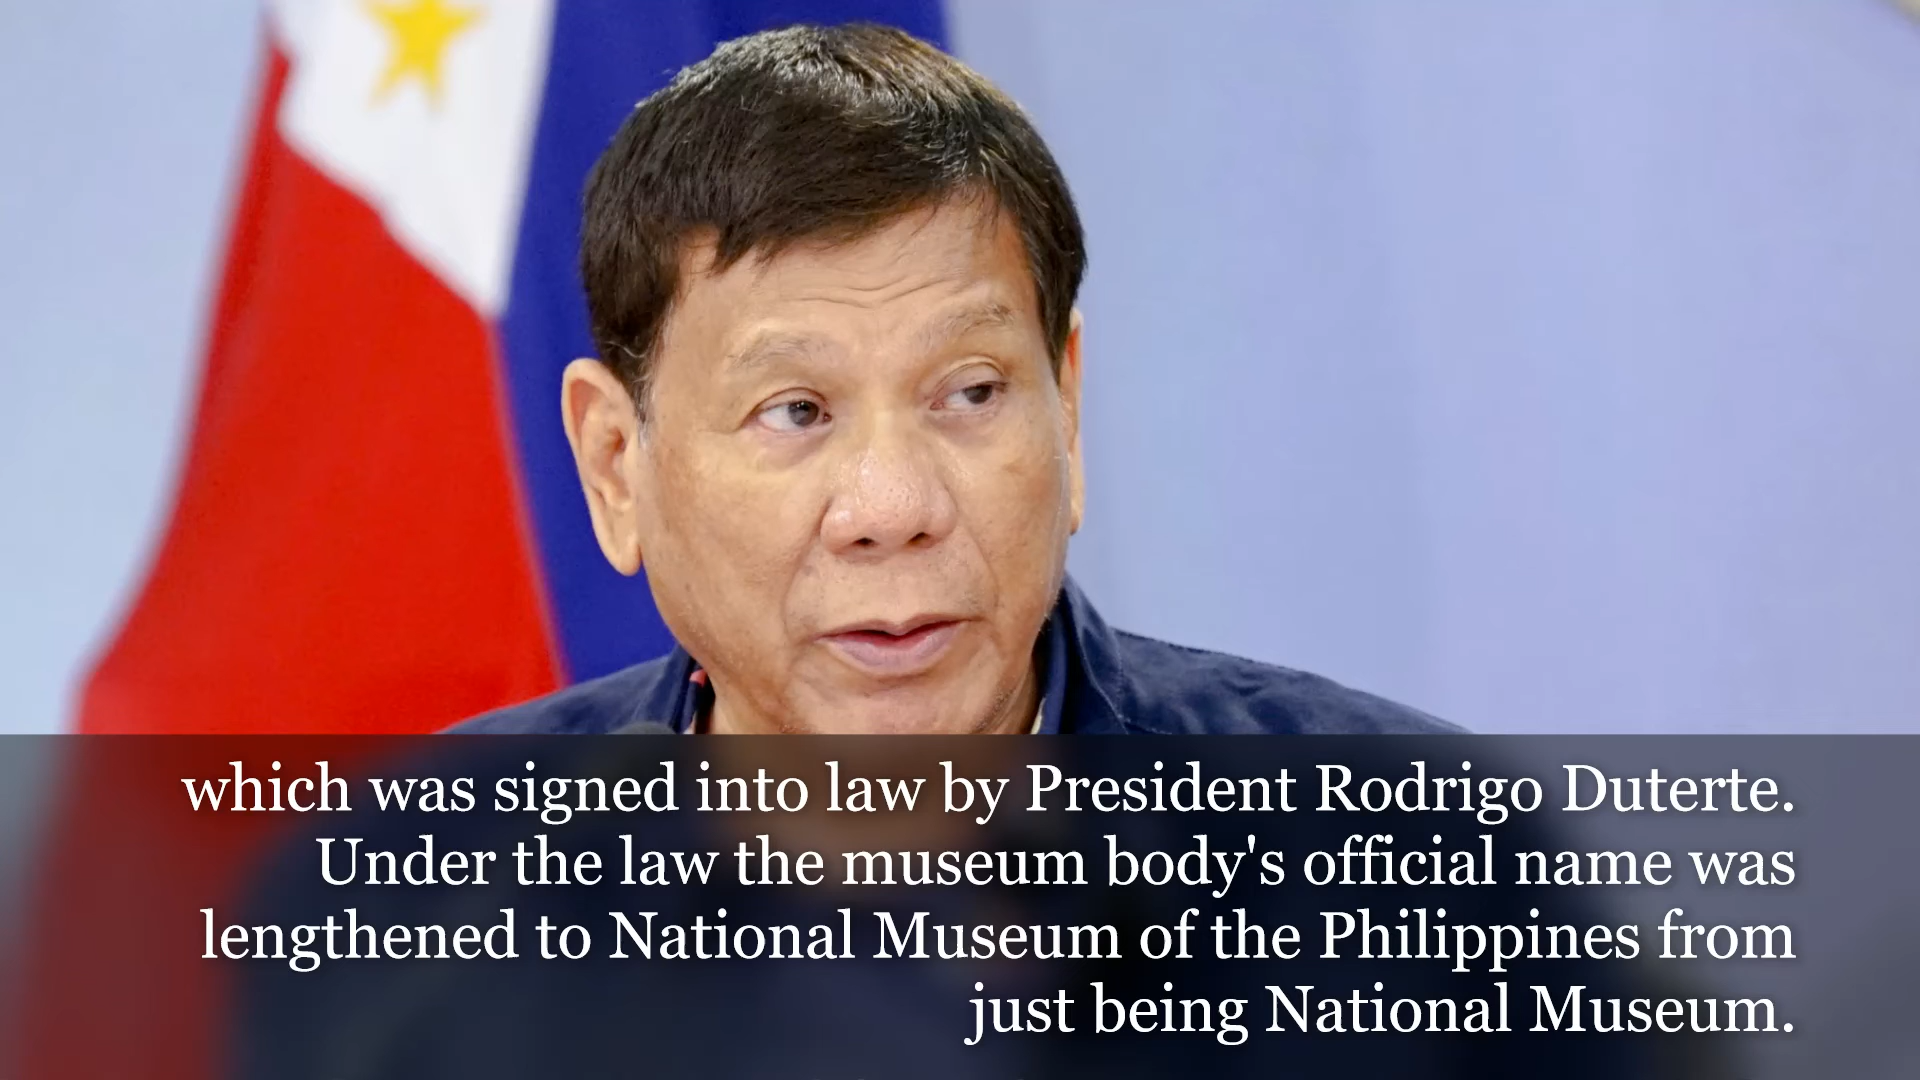 which was signed into law by President Rodrigo Duterte.
Under the law the museum body's official name was
lengthened to National Museum of the Philippines from
just being National Museum.